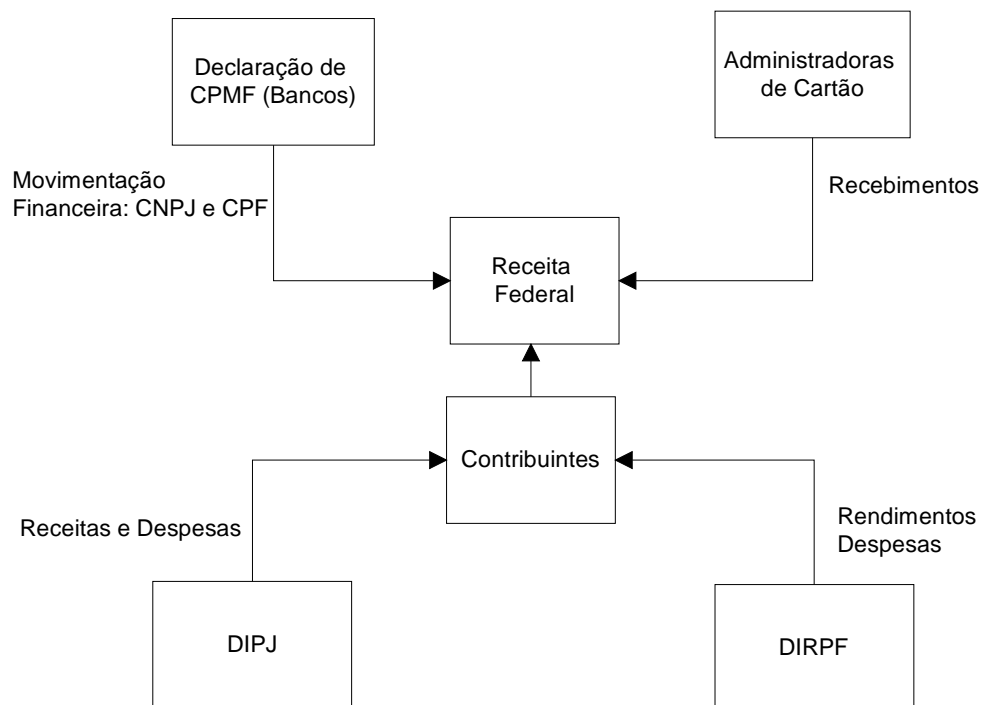 Declaração de
CPMF (Bancos)
Administradoras
de Cartão
Movimentação
Financeira: CNPJ e CPF
Recebimentos
Receita
Federal
Contribuintes
Receitas e Despesas
Rendimentos
Despesas
DIPJ
DIRPF